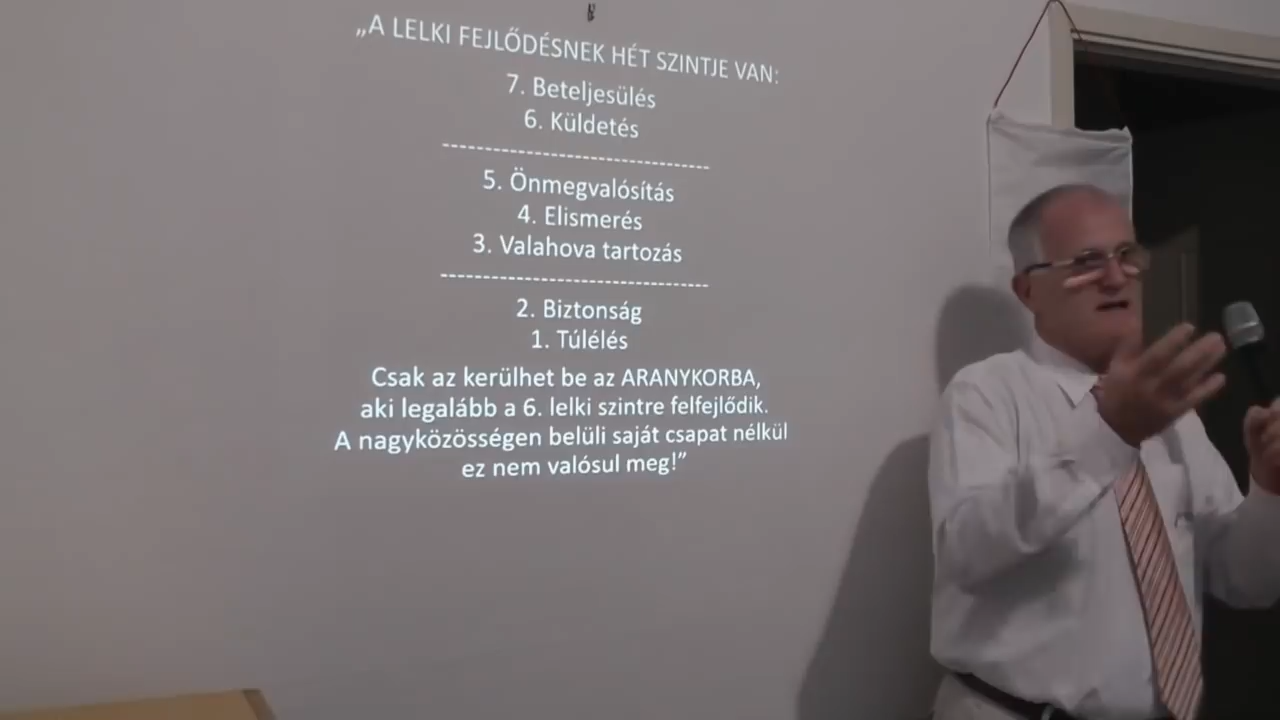 „A LELKI FEJLŐDÉSNEK HÉT SZINTJE VAN:
7. Beteljesülés
6. Küldetés
-----------------------------------
5. Önmegvalósítás
4. Elismerés
3. Valahova tartozás
-----------------------------------
2. Biztonság
1. Túlélés
Csak az kerülhet be az ARANYKORBA,
aki legalább a 6. lelki szintre felfejlődik.
A nagyközösségen belüli saját csapat nélkül
ez nem valósul meg!”